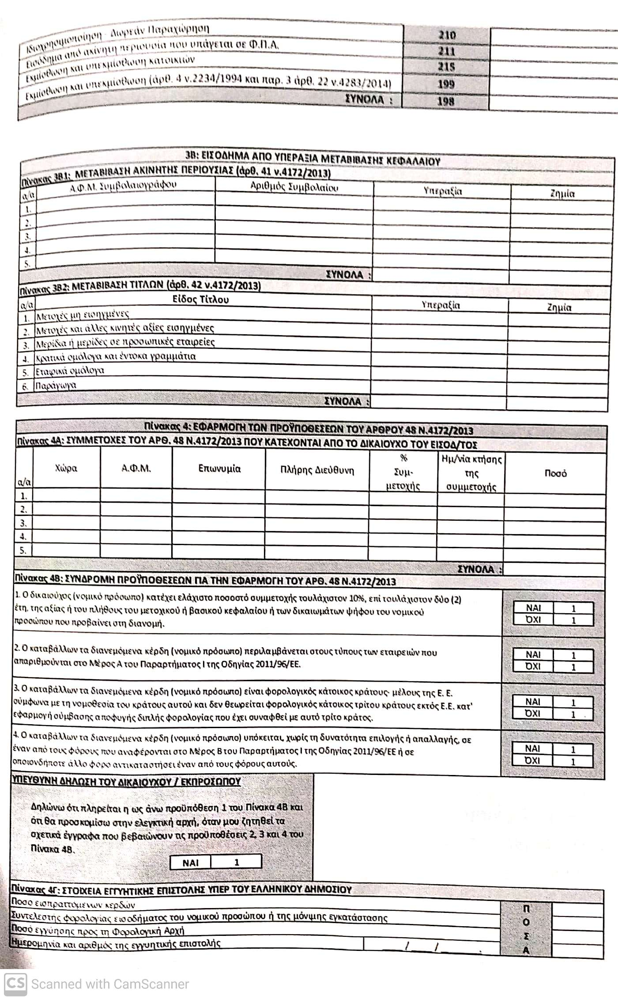 Ιδιοχρησιμοποίηση - Δωρεάν Παραχώρηση 210
Εισόδημα από ακίνητη περιουσία που υπάγεται σε Φ.Π.Α. 211
Εκμίσθωση και υπεκμίσθωση κατοικιών 215
Εκμίσθωση και υπεκμίσθωση (άρθ. 4 ν.2234/1994 και παρ. 3 άρθ. 22 ν.4283/2014) 199
ΣΥΝΟΛΑ : 198
3Β: ΕΙΣΟΔΗΜΑ ΑΠΟ ΥΠΕΡΑΞΙΑ ΜΕΤΑΒΙΒΑΣΗΣ ΚΕΦΑΛΑΙΟΥ
Πίνακας 3Β1: ΜΕΤΑΒΙΒΑΣΗ ΑΚΙΝΗΤΗΣ ΠΕΡΙΟΥΣΙΑΣ (άρθ. 41 ν.4172/2013)
α/α Α.Φ.Μ. Συμβολαιογράφου Αριθμός Συμβολαίου Υπεραξία Ζημία
1.
2.
3.
4.
5.
ΣΥΝΟΛΑ :
Πίνακας 3Β2: ΜΕΤΑΒΙΒΑΣΗ ΤΙΤΛΩΝ (άρθ. 42 ν.4172/2013)
α/α Είδος Τίτλου Υπεραξία Ζημία
1. Μετοχές μη εισηγμένες
2. Μετοχές και άλλες κινητές αξίες εισηγμένες
3. Μερίδια ή μερίδες σε προσωπικές εταιρείες
4. Κρατικά ομόλογα και έντοκα γραμμάτια
5. Εταιρικά ομόλογα
6. Παράγωγα
ΣΥΝΟΛΑ :
Πίνακας 4: ΕΦΑΡΜΟΓΗ ΤΩΝ ΠΡΟΫΠΟΘΕΣΕΩΝ ΤΟΥ ΑΡΘΡΟΥ 48 Ν.4172/2013
Πίνακας 4Α: ΣΥΜΜΕΤΟΧΕΣ ΤΟΥ ΑΡΘ. 48 Ν.4172/2013 ΠΟΥ ΚΑΤΕΧΟΝΤΑΙ ΑΠΟ ΤΟ ΔΙΚΑΙΟΥΧΟ ΤΟΥ ΕΙΣΟΔ/ΤΟΣ
% Ημ/νία κτήσης
Χώρα Α.Φ.Μ. Επωνυμία Πλήρης Διεύθυνη Συμ- της Ποσό
α/α μετοχής συμμετοχής
1.
2.
3.
4.
5.
ΣΥΝΟΛΑ :
Πίνακας 4Β: ΣΥΝΔΡΟΜΗ ΠΡΟΫΠΟΘΕΣΕΩΝ ΓΙΑ ΤΗΝ ΕΦΑΡΜΟΓΗ ΤΟΥ ΑΡΘ. 48 Ν.4172/2013
1. Ο δικαιούχος (νομικό πρόσωπο) κατέχει ελάχιστο ποσοστό συμμετοχής τουλάχιστον 10%, επί τουλάχιστον δύο (2)
έτη, της αξίας ή του πλήθους του μετοχικού ή βασικού κεφαλαίου ή των δικαιωμάτων ψήφου του νομικού
προσώπου που προβαίνει στη διανομή.
ΝΑΙ 1
ΌΧΙ 1
2. Ο καταβάλλων τα διανεμόμενα κέρδη (νομικό πρόσωπο) περιλαμβάνεται στους τύπους των εταιρειών που
απαριθμούνται στο Μέρος Α του Παραρτήματος Ι της Οδηγίας 2011/96/ΕΕ.
ΝΑΙ 1
ΌΧΙ 1
3. Ο καταβάλλων τα διανεμόμενα κέρδη (νομικό πρόσωπο) είναι φορολογικός κάτοικος κράτους- μέλους της Ε. Ε.
σύμφωνα με τη νομοθεσία του κράτους αυτού και δεν θεωρείται φορολογικός κάτοικος τρίτου κράτους εκτός Ε.Ε. κατ'
εφαρμογή σύμβασης αποφυγής διπλής φορολογίας που έχει συναφθεί με αυτό τρίτο κράτος.
ΝΑΙ 1
ΌΧΙ 1
4. Ο καταβάλλων τα διανεμόμενα κέρδη (νομικό πρόσωπο) υπόκειται, χωρίς τη δυνατότητα επιλογής ή απαλλαγής, σε
έναν από τους φόρους που αναφέρονται στο Μέρος Β του Παραρτήματος Ι της Οδηγίας 2011/96/ΕΕ ή σε
οποιονδήποτε άλλο φόρο αντικαταστήσει έναν από τους φόρους αυτούς.
ΝΑΙ 1
ΌΧΙ 1
ΥΠΕΥΘΥΝΗ ΔΗΛΩΣΗ ΤΟΥ ΔΙΚΑΙΟΥΧΟΥ / ΕΚΠΡΟΣΩΠΟΥ
Δηλώνω ότι πληρείται η ως άνω προϋπόθεση 1 του Πίνακα 4Β και
ότι θα προσκομίσω στην ελεγκτική αρχή, όταν μου ζητηθεί τα
σχετικά έγγραφα που βεβαιώνουν τις προϋποθέσεις 2, 3 και 4 του
Πίνακα 4Β.
ΝΑΙ 1
Πίνακας 4Γ: ΣΤΟΙΧΕΙΑ ΕΓΓΥΗΤΙΚΗΣ ΕΠΙΣΤΟΛΗΣ ΥΠΕΡ ΤΟΥ ΕΛΛΗΝΙΚΟΥ ΔΗΜΟΣΙΟΥ
Ποσό εισπραττόμενων κερδών Π
Συντελεστής φορολογίας εισοδήματος του νομικού προσώπου ή της μόνιμης εγκατάστασης Ο
Ποσό εγγύησης προς τη Φορολογική Αρχή Σ
Ημερομηνία και αριθμός της εγγυητικής επιστολής ___/___/______. Α
CS Scanned with CamScanner